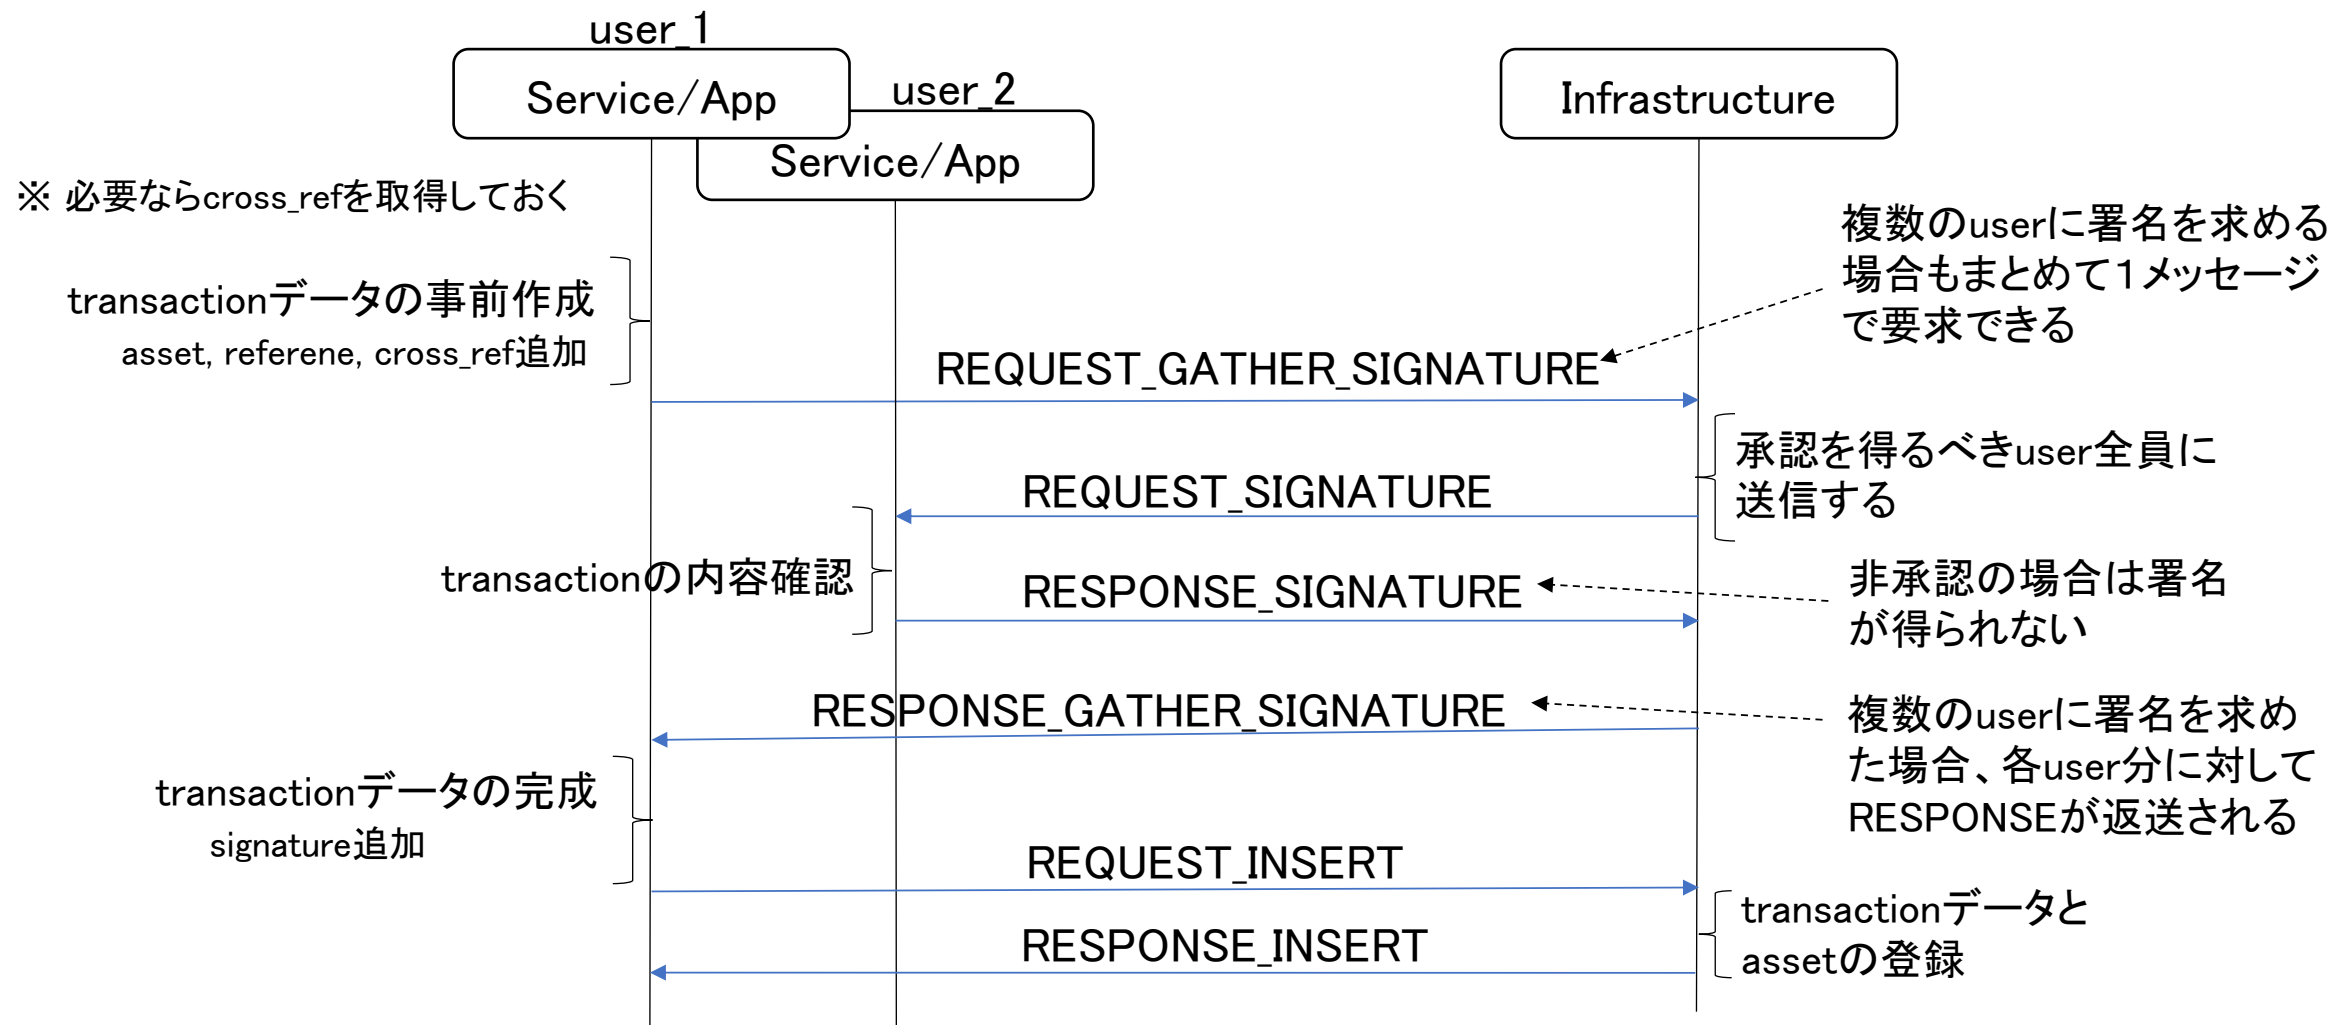 user_1
Service/App
user_2
Service/App
Infrastructure
※ 必要ならcross_refを取得しておく
複数のuserに署名を求める
場合もまとめて１メッセージ
で要求できる
transactionデータの事前作成
asset, referene, cross_ref追加
REQUEST_GATHER_SIGNATURE
承認を得るべきuser全員に
送信する
REQUEST_SIGNATURE
transactionの内容確認
RESPONSE_SIGNATURE
非承認の場合は署名
が得られない
RESPONSE_GATHER_SIGNATURE
複数のuserに署名を求め
た場合、各user分に対して
RESPONSEが返送される
transactionデータの完成
signature追加
REQUEST_INSERT
transactionデータと
assetの登録
RESPONSE_INSERT